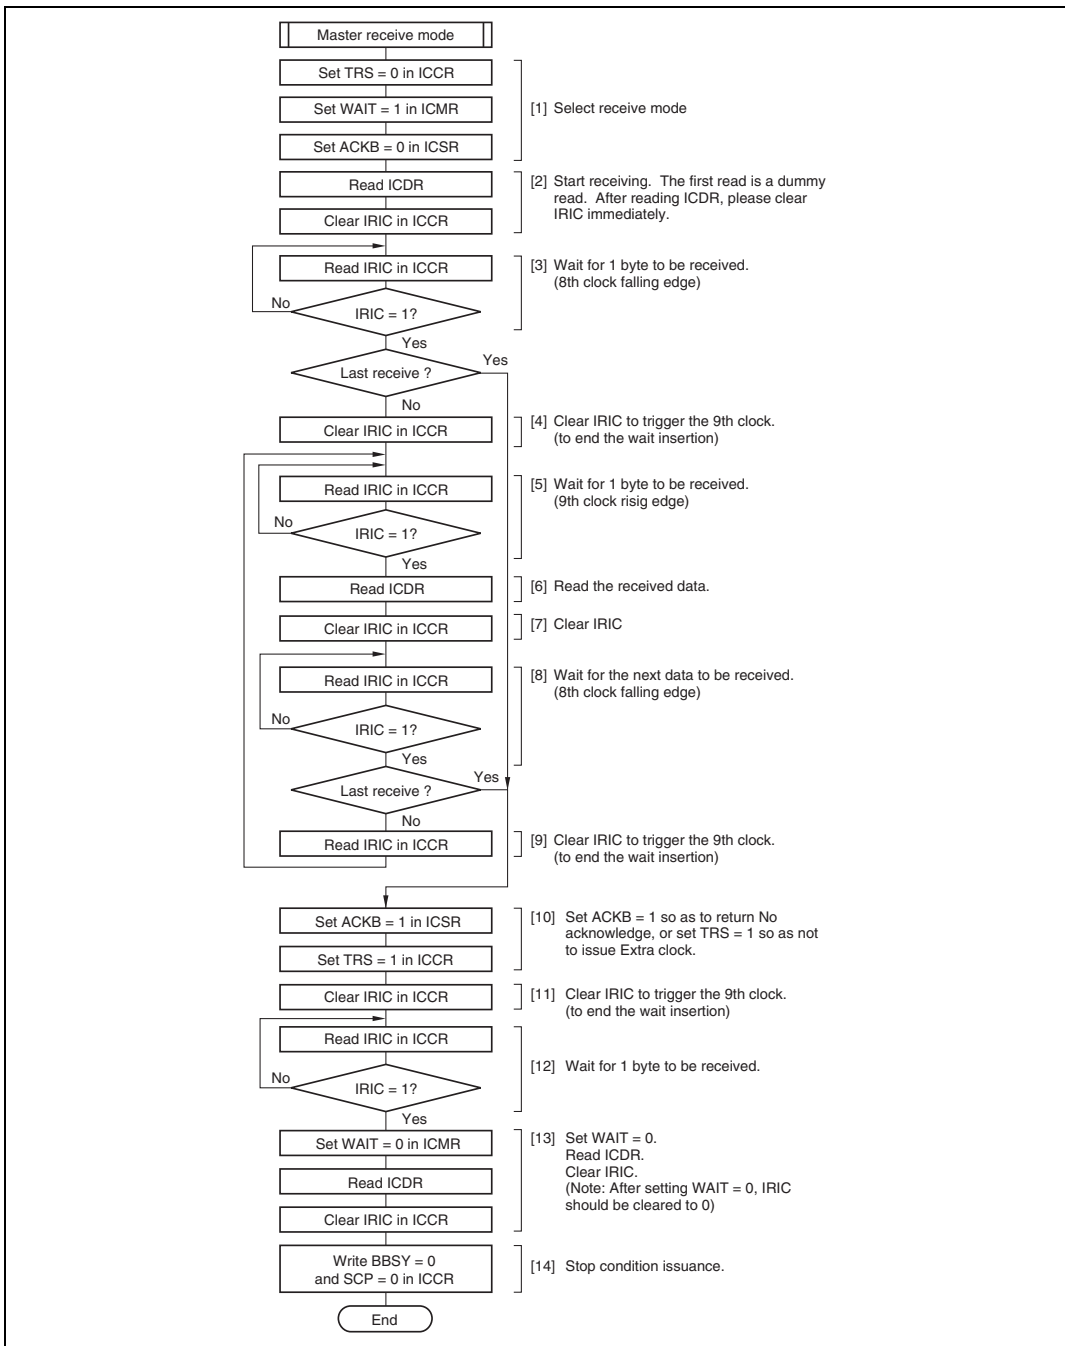 Master receive mode
Set TRS = 0 in ICCR
Set WAIT = 1 in ICMR
[1] Select receive mode
Set ACKB = 0 in ICSR
Read ICDR
[2] Start receiving. The first read is a dummy
read. After reading ICDR, please clear
IRIC immediately.
Clear IRIC in ICCR
Read IRIC in ICCR
[3] Wait for 1 byte to be received.
(8th clock falling edge)
No
IRIC = 1?
Yes
Last receive ?
Yes
No
Clear IRIC in ICCR
[4] Clear IRIC to trigger the 9th clock.
(to end the wait insertion)
Read IRIC in ICCR
[5] Wait for 1 byte to be received.
(9th clock risig edge)
No
IRIC = 1?
Yes
Read ICDR
[6] Read the received data.
Clear IRIC in ICCR
[7] Clear IRIC
Read IRIC in ICCR
[8] Wait for the next data to be received.
(8th clock falling edge)
No
IRIC = 1?
Yes
Last receive ?
Yes
No
Read IRIC in ICCR
[9] Clear IRIC to trigger the 9th clock.
(to end the wait insertion)
Set ACKB = 1 in ICSR
[10] Set ACKB = 1 so as to return No
acknowledge, or set TRS = 1 so as not
to issue Extra clock.
Set TRS = 1 in ICCR
Clear IRIC in ICCR
[11] Clear IRIC to trigger the 9th clock.
(to end the wait insertion)
Read IRIC in ICCR
[12] Wait for 1 byte to be received.
No
IRIC = 1?
Yes
Set WAIT = 0 in ICMR
[13] Set WAIT = 0.
Read ICDR.
Clear IRIC.
(Note: After setting WAIT = 0, IRIC
should be cleared to 0)
Read ICDR
Clear IRIC in ICCR
Write BBSY = 0
and SCP = 0 in ICCR
[14] Stop condition issuance.
End